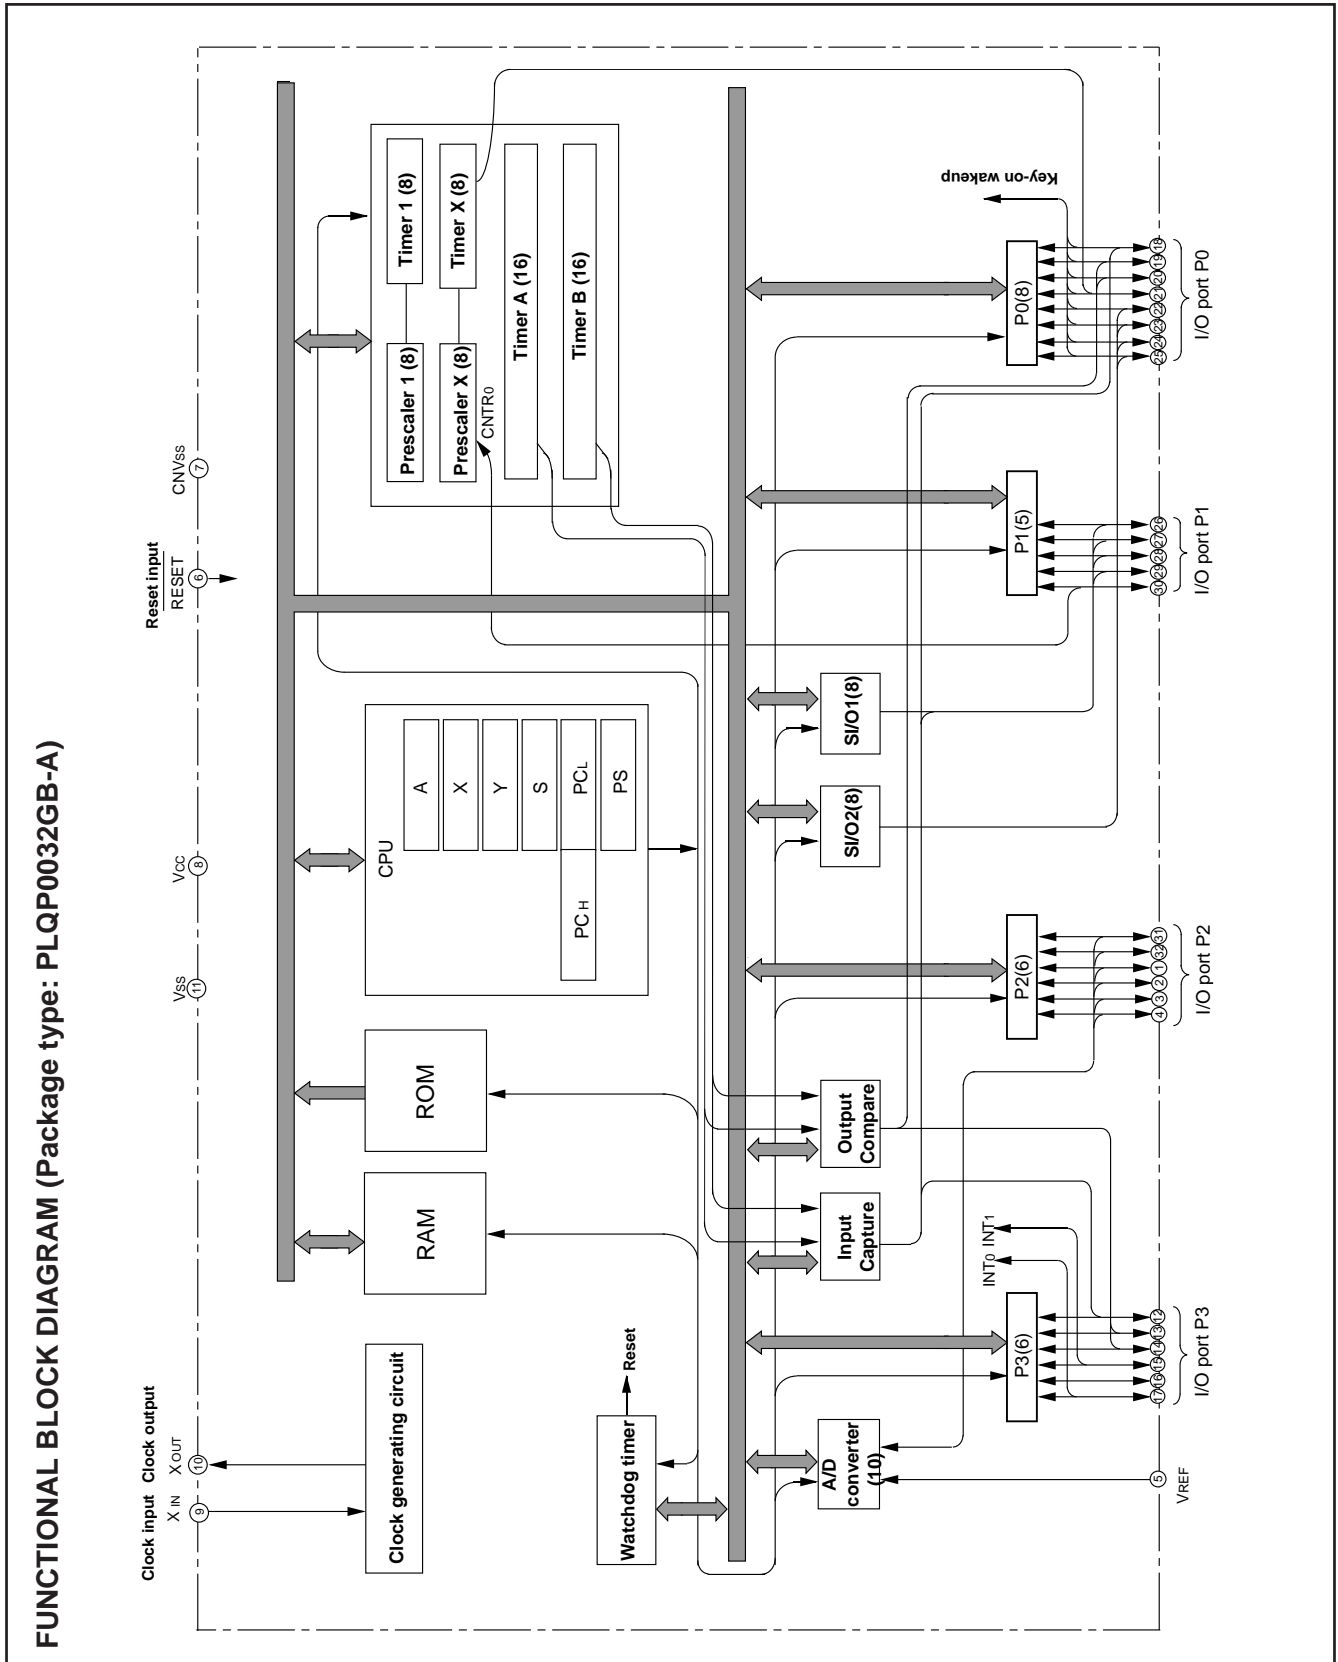 FUNCTIONAL BLOCK DIAGRAM (Package type: PLQP0032GB-A)
Clock input
Clock output
Reset input
X IN
X OUT
VSS
VCC
RESET
CNVSS
9
10
11
8
6
7
Clock generating circuit
RAM
ROM
CPU
A
X
Y
S
PCH
PCL
PS
Prescaler 1 (8)
Timer 1 (8)
Prescaler X (8)
Timer X (8)
CNTR0
Timer A (16)
Timer B (16)
Watchdog timer
Reset
A/D
converter
(10)
Input
Capture
Output
Compare
SI/O2(8)
SI/O1(8)
INT0
INT1
Key-on wakeup
P3(6)
P2(6)
P1(5)
P0(8)
5
17
16
15
14
13
12
4
3
2
1
32
31
30
29
28
27
26
25
24
23
22
21
20
19
18
VREF
I/O port P3
I/O port P2
I/O port P1
I/O port P0